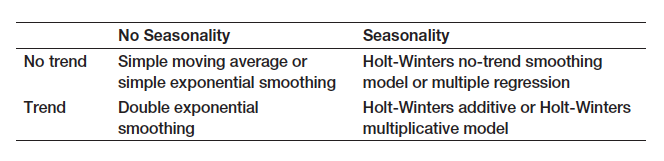 No Seasonality Seasonality
No trend Simple moving average or Holt-Winters no-trend smoothing
simple exponential smoothing model or multiple regression
Trend Double exponential Holt-Winters additive or Holt-Winters
smoothing multiplicative model